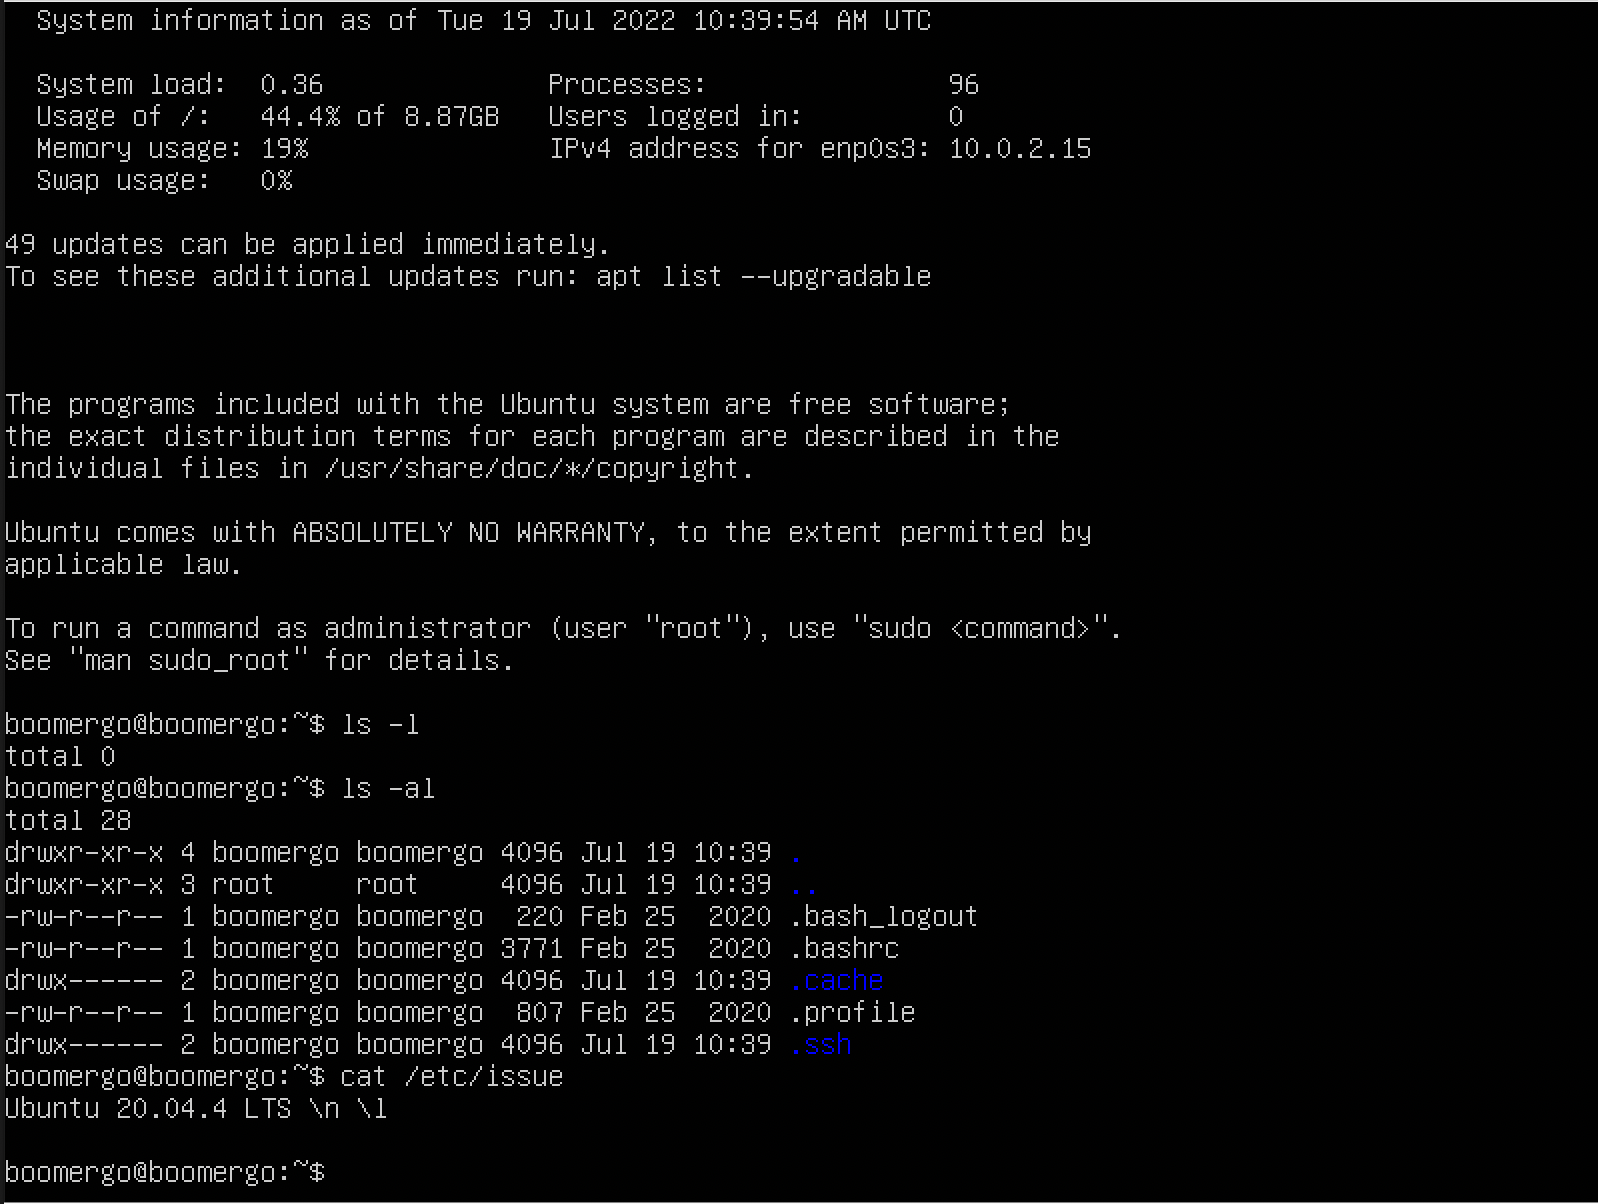 System information as of Tue 19 Jul 2022 10:39:54 AM UTC

  System load:  0.36              Processes:               96
  Usage of /:   44.4% of 8.87GB   Users logged in:         0
  Memory usage: 19%               IPv4 address for enp0s3: 10.0.2.15
  Swap usage:   0%

49 updates can be applied immediately.
To see these additional updates run: apt list --upgradable

The programs included with the Ubuntu system are free software;
the exact distribution terms for each program are described in the
individual files in /usr/share/doc/*/copyright.

Ubuntu comes with ABSOLUTELY NO WARRANTY, to the extent permitted by
applicable law.

To run a command as administrator (user "root"), use "sudo <command>".
See "man sudo_root" for details.

boomergo@boomergo:~$ ls -l
total 0
boomergo@boomergo:~$ ls -al
total 28
drwxr-xr-x 4 boomergo boomergo 4096 Jul 19 10:39 .
drwxr-xr-x 3 root     root     4096 Jul 19 10:39 ..
-rw-r--r-- 1 boomergo boomergo  220 Feb 25  2020 .bash_logout
-rw-r--r-- 1 boomergo boomergo 3771 Feb 25  2020 .bashrc
drwx------ 2 boomergo boomergo 4096 Jul 19 10:39 .cache
-rw-r--r-- 1 boomergo boomergo  807 Feb 25  2020 .profile
drwx------ 2 boomergo boomergo 4096 Jul 19 10:39 .ssh
boomergo@boomergo:~$ cat /etc/issue
Ubuntu 20.04.4 LTS \n \l

boomergo@boomergo:~$